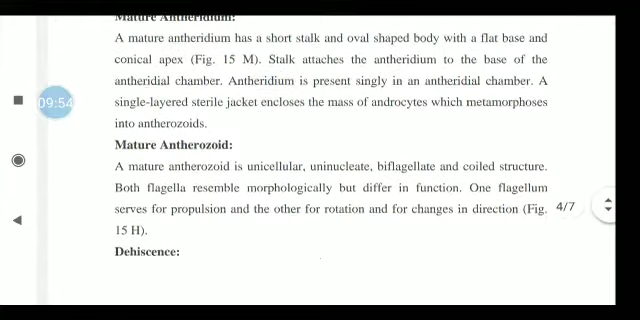 Mature Antheridium:
A mature antheridium has a short stalk and oval shaped body with a flat base and
conical apex (Fig. 15 M). Stalk attaches the antheridium to the base of the
antheridial chamber. Antheridium is present singly in an antheridial chamber. A
single-layered sterile jacket encloses the mass of androcytes which metamorphoses
into antherozoids.
Mature Antherozoid:
A mature antherozoid is unicellular, uninucleate, biflagellate and coiled structure.
Both flagella resemble morphologically but differ in function. One flagellum
serves for propulsion and the other for rotation and for changes in direction (Fig.
15 H).
Dehiscence:
09:54
4/7